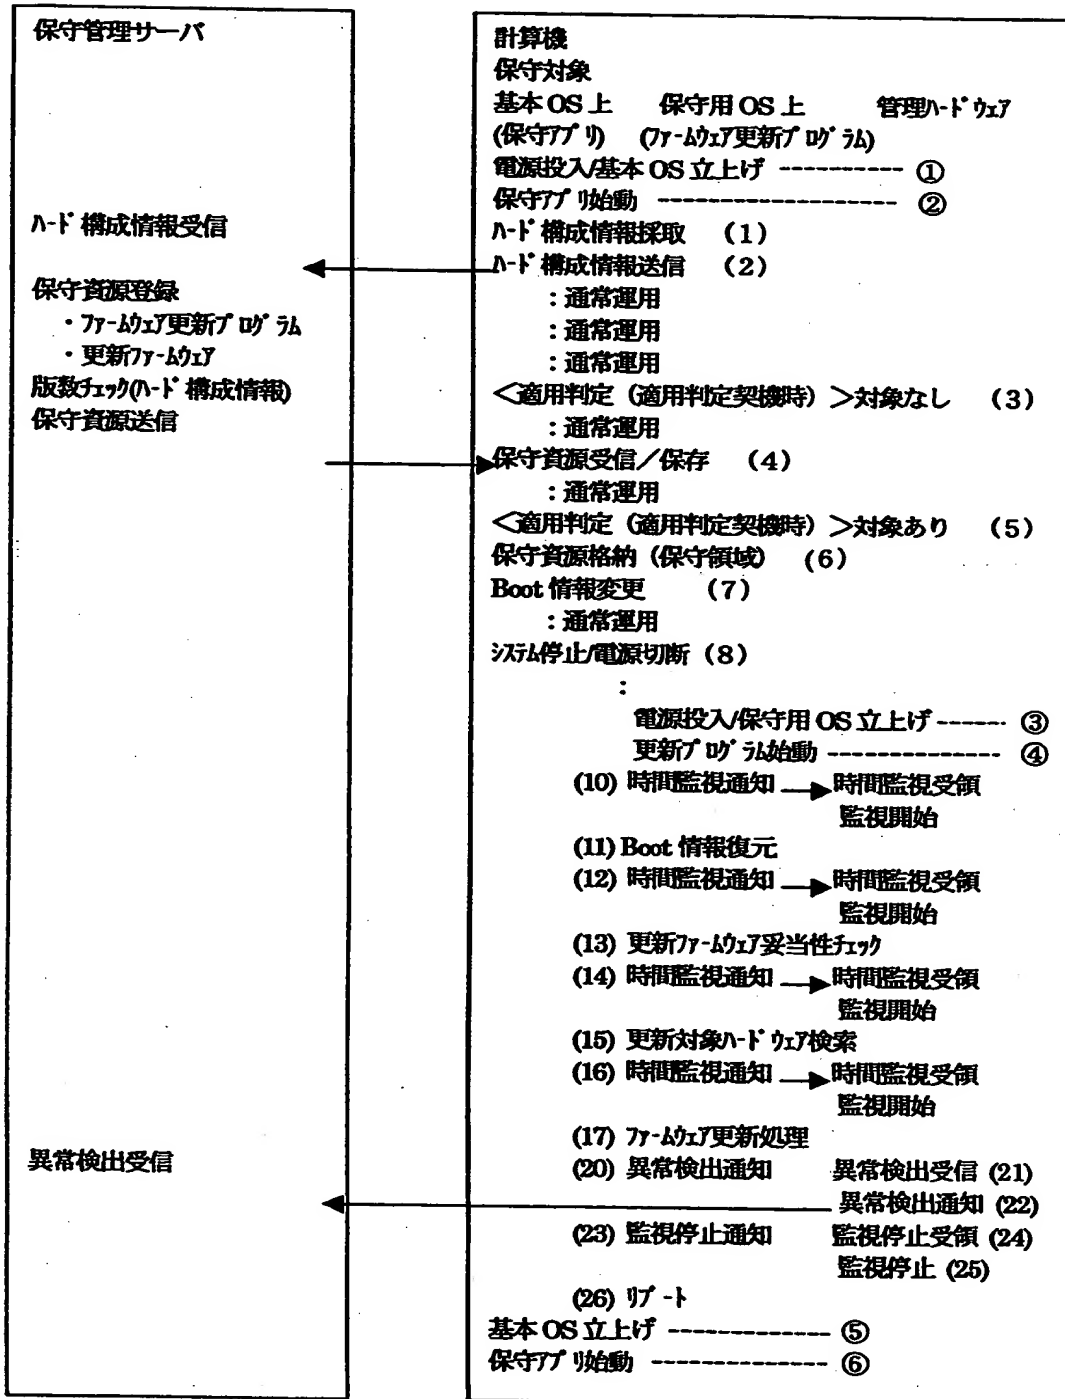 保守管理サーバ
ハード構成情報受信
保守資源登録
・ファームウェア更新プログラム
・更新ファームウェア
版数チェック(ハード構成情報)
保守資源送信
異常検出受信
計算機
保守対象
基本OS上 保守用OS上 管理ハードウェア
(保守アプリ) (ファームウェア更新プログラム)
電源投入/基本OS立上げ ----------- ①
保守アプリ始動 -------------------- ②
ハード構成情報採取 (1)
ハード構成情報送信 (2)
:通常運用
:通常運用
:通常運用
<適用判定(適用判定契機時)>対象なし (3)
:通常運用
保守資源受信/保存 (4)
:通常運用
<適用判定(適用判定契機時)>対象あり (5)
保守資源格納(保守領域) (6)
Boot情報変更 (7)
:通常運用
システム停止/電源切断(8)
:
電源投入/保守用OS立上げ ------ ③
更新プログラム始動 --------------- ④
(10) 時間監視通知 時間監視受領
監視開始
(11) Boot情報復元
(12) 時間監視通知 時間監視受領
監視開始
(13) 更新ファームウェア妥当性チェック
(14) 時間監視通知 時間監視受領
監視開始
(15) 更新対象ハードウェア検索
(16) 時間監視通知 時間監視受領
監視開始
(17) ファームウェア更新処理
(20) 異常検出通知 異常検出受信 (21)
異常検出通知 (22)
(23) 監視停止通知 監視停止受領 (24)
監視停止 (25)
(26) リブート
基本OS立上げ -------------- ⑤
保守アプリ始動 --------------- ⑥